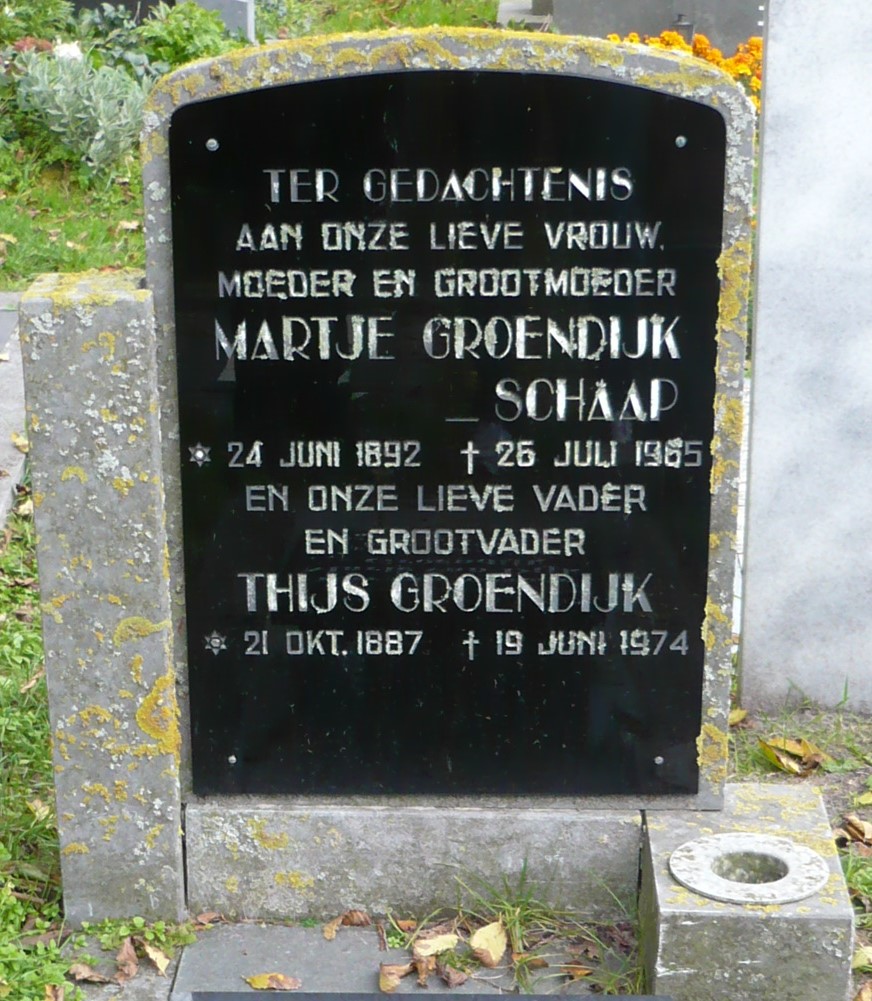 TER GEDACHTENIS
AAN ONZE LIEVE VROUW,
MOEDER EN GROOTMOEDER
MARTJE GROENDIJK
_ SCHAAP
* 24 JUNI 1892 † 26 JULI 1965
EN ONZE LIEVE VADER
EN GROOTVADER
THIJS GROENDIJK
* 21 OKT. 1887 † 19 JUNI 1974